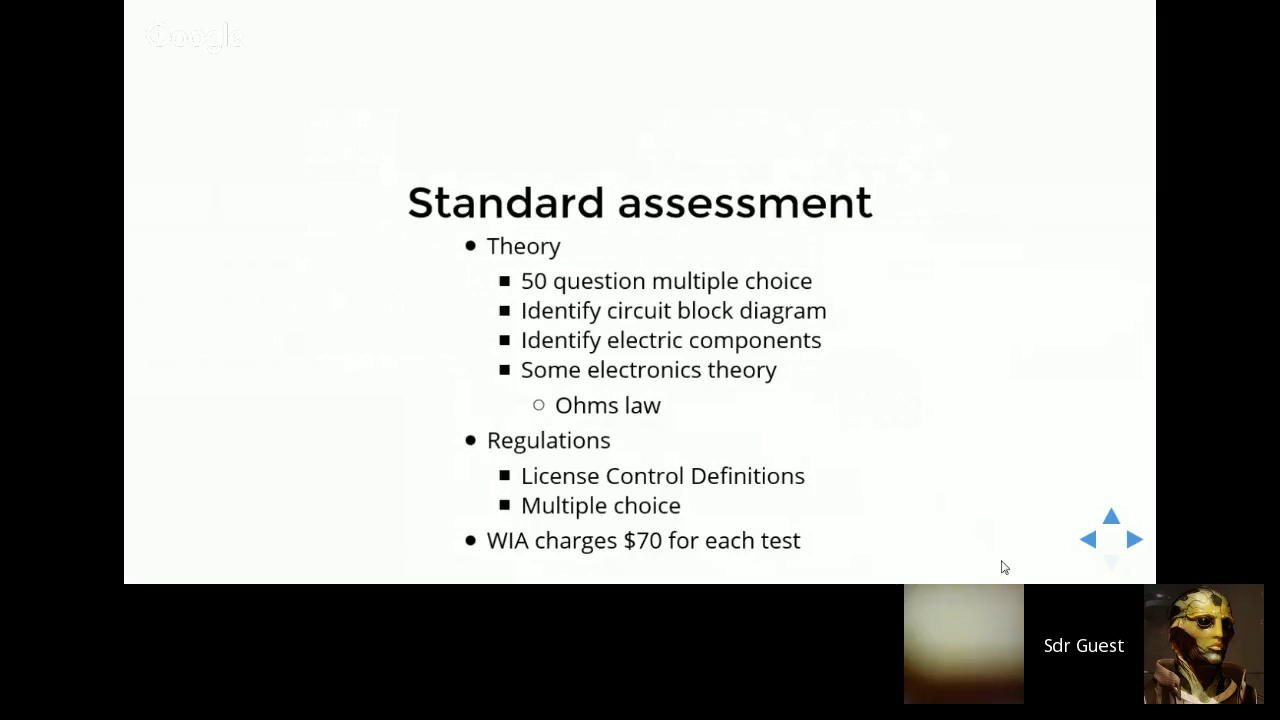 Google
Standard assessment
Theory
50 question multiple choice
Identify circuit block diagram
Identify electric components
Some electronics theory
Ohms law
Regulations
License Control Definitions
Multiple choice
WIA charges $70 for each test
Sdr Guest